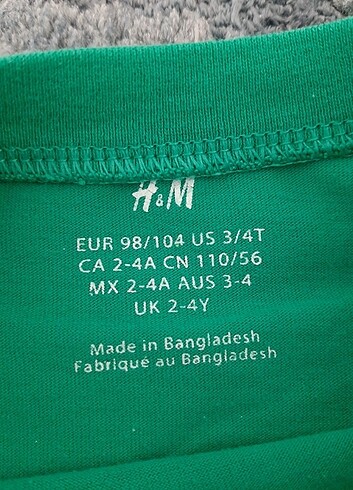 H&M
EUR 98/104 US 3/4T
CA 2-4A CN 110/56
MX 2-4A AUS 3-4
UK 2-4Y
Made in Bangladesh
Fabriqué au Bangladesh